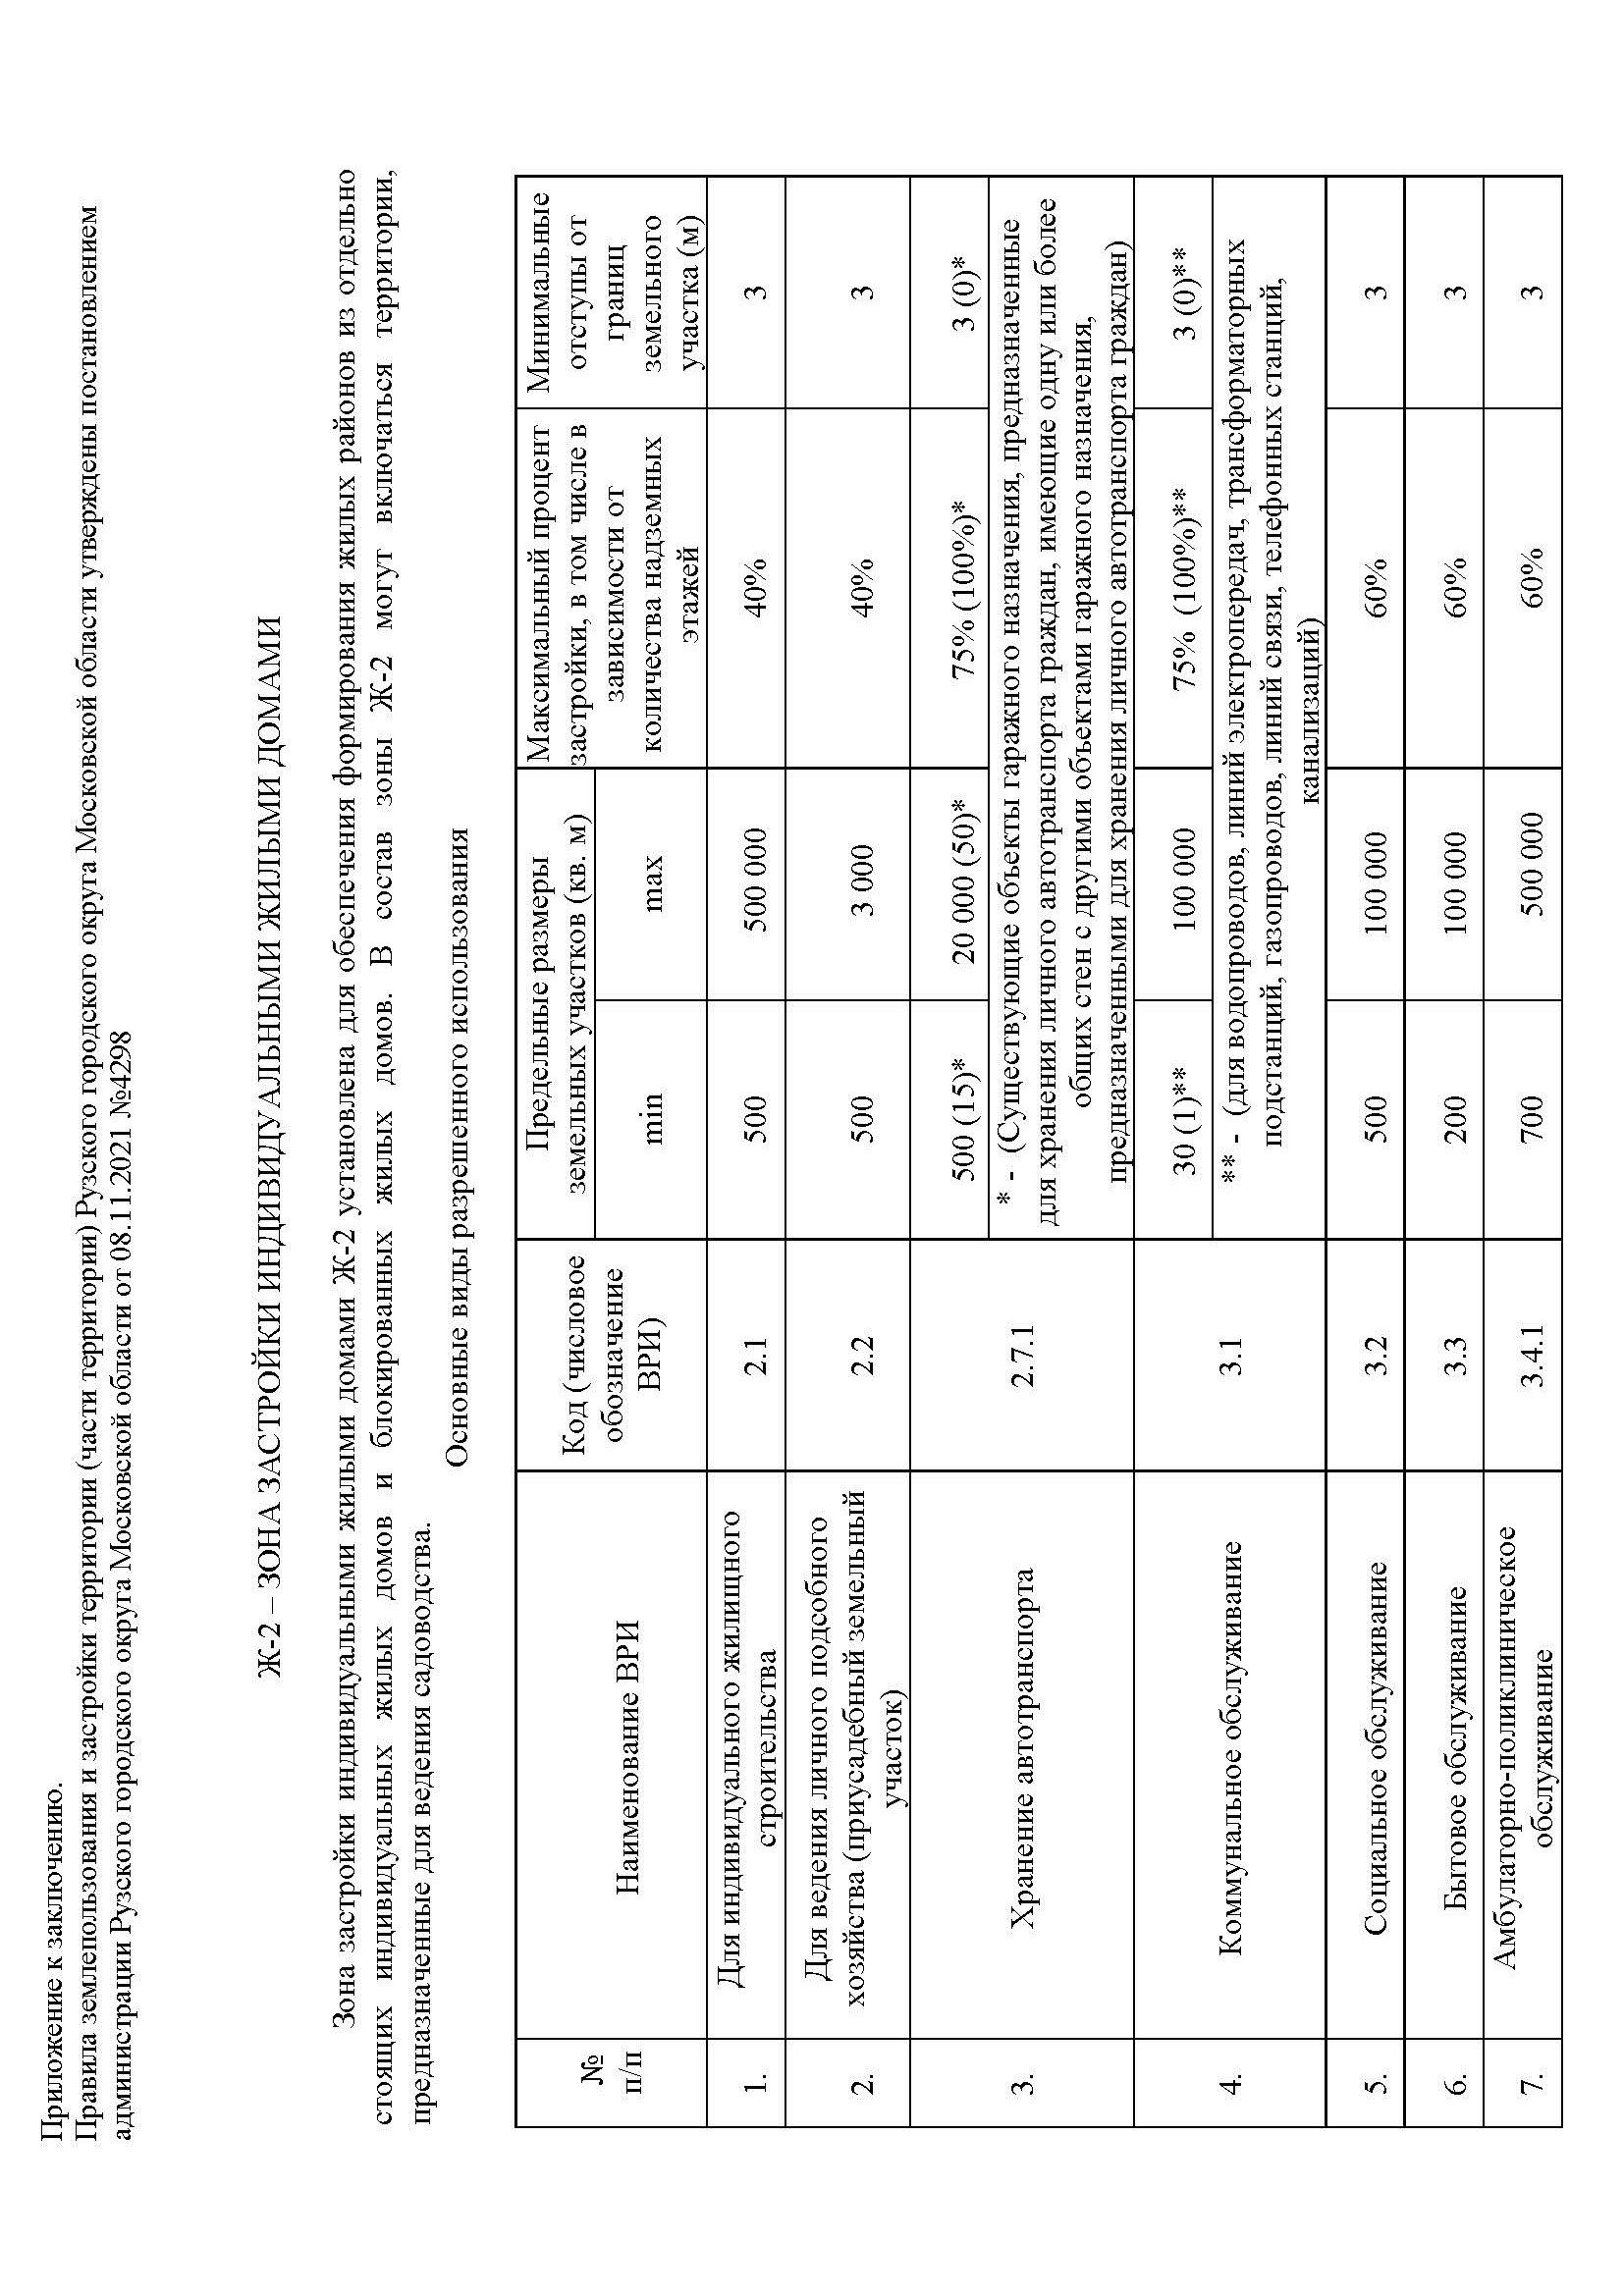 Приложение к заключению.
Правила землепользования и застройки территории (части территории) Рузского городского округа Московской области утверждены постановлением
администрации Рузского городского округа Московской области от 08.11.2021 №4298
Ж-2 – ЗОНА ЗАСТРОЙКИ ИНДИВИДУАЛЬНЫМИ ЖИЛЫМИ ДОМАМИ
Зона застройки индивидуальными жилыми домами Ж-2 установлена для обеспечения формирования жилых районов из отдельно
стоящих индивидуальных жилых домов и блокированных жилых домов. В состав зоны Ж-2 могут включаться территории,
предназначенные для ведения садоводства.
Основные виды разрешенного использования
№
п/п
Наименование ВРИ
Код (числовое
обозначение
ВРИ)
Предельные размеры
земельных участков (кв. м)
min
max
Максимальный процент
застройки, в том числе в
зависимости от
количества надземных
этажей
Минимальные
отступы от
границ
земельного
участка (м)
1.
Для индивидуального жилищного
строительства
2.1
500
500 000
40%
3
2.
Для ведения личного подсобного
хозяйства (приусадебный земельный
участок)
2.2
500
3 000
40%
3
3.
Хранение автотранспорта
2.7.1
500 (15)*
20 000 (50)*
75% (100%)*
3 (0)*
* - (Существующие объекты гаражного назначения, предназначенные
для хранения личного автотранспорта граждан, имеющие одну или более
общих стен с другими объектами гаражного назначения,
предназначенными для хранения личного автотранспорта граждан)
4.
Коммунальное обслуживание
3.1
30 (1)**
100 000
75% (100%)**
3 (0)**
** - (для водопроводов, линий электропередач, трансформаторных
подстанций, газопроводов, линий связи, телефонных станций,
канализаций)
5.
Социальное обслуживание
3.2
500
100 000
60%
3
6.
Бытовое обслуживание
3.3
200
100 000
60%
3
7.
Амбулаторно-поликлиническое
обслуживание
3.4.1
700
500 000
60%
3